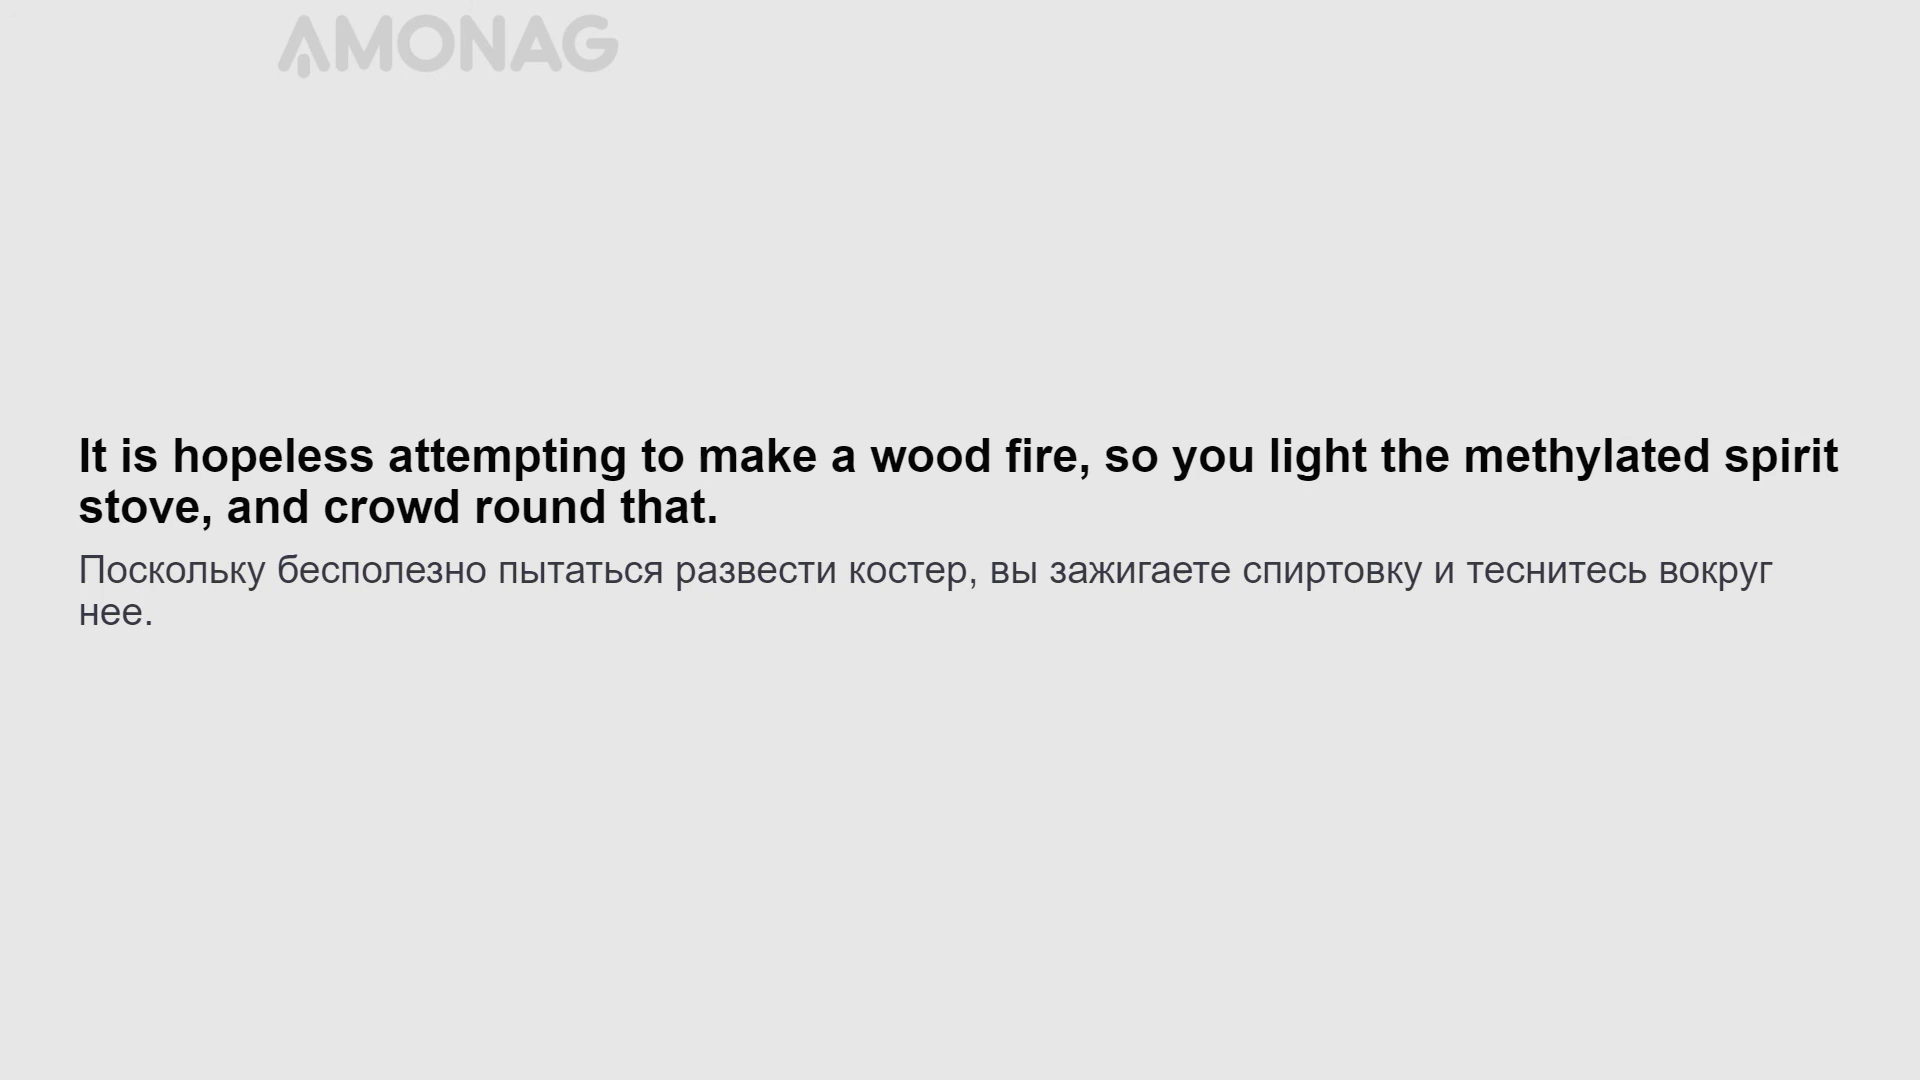 AMONAG
It is hopeless attempting to make a wood fire, so you light the methylated spirit
stove, and crowd round that.
Поскольку бесполезно пытаться развести костер, вы зажигаете спиртовку и теснитесь вокруг
нее.